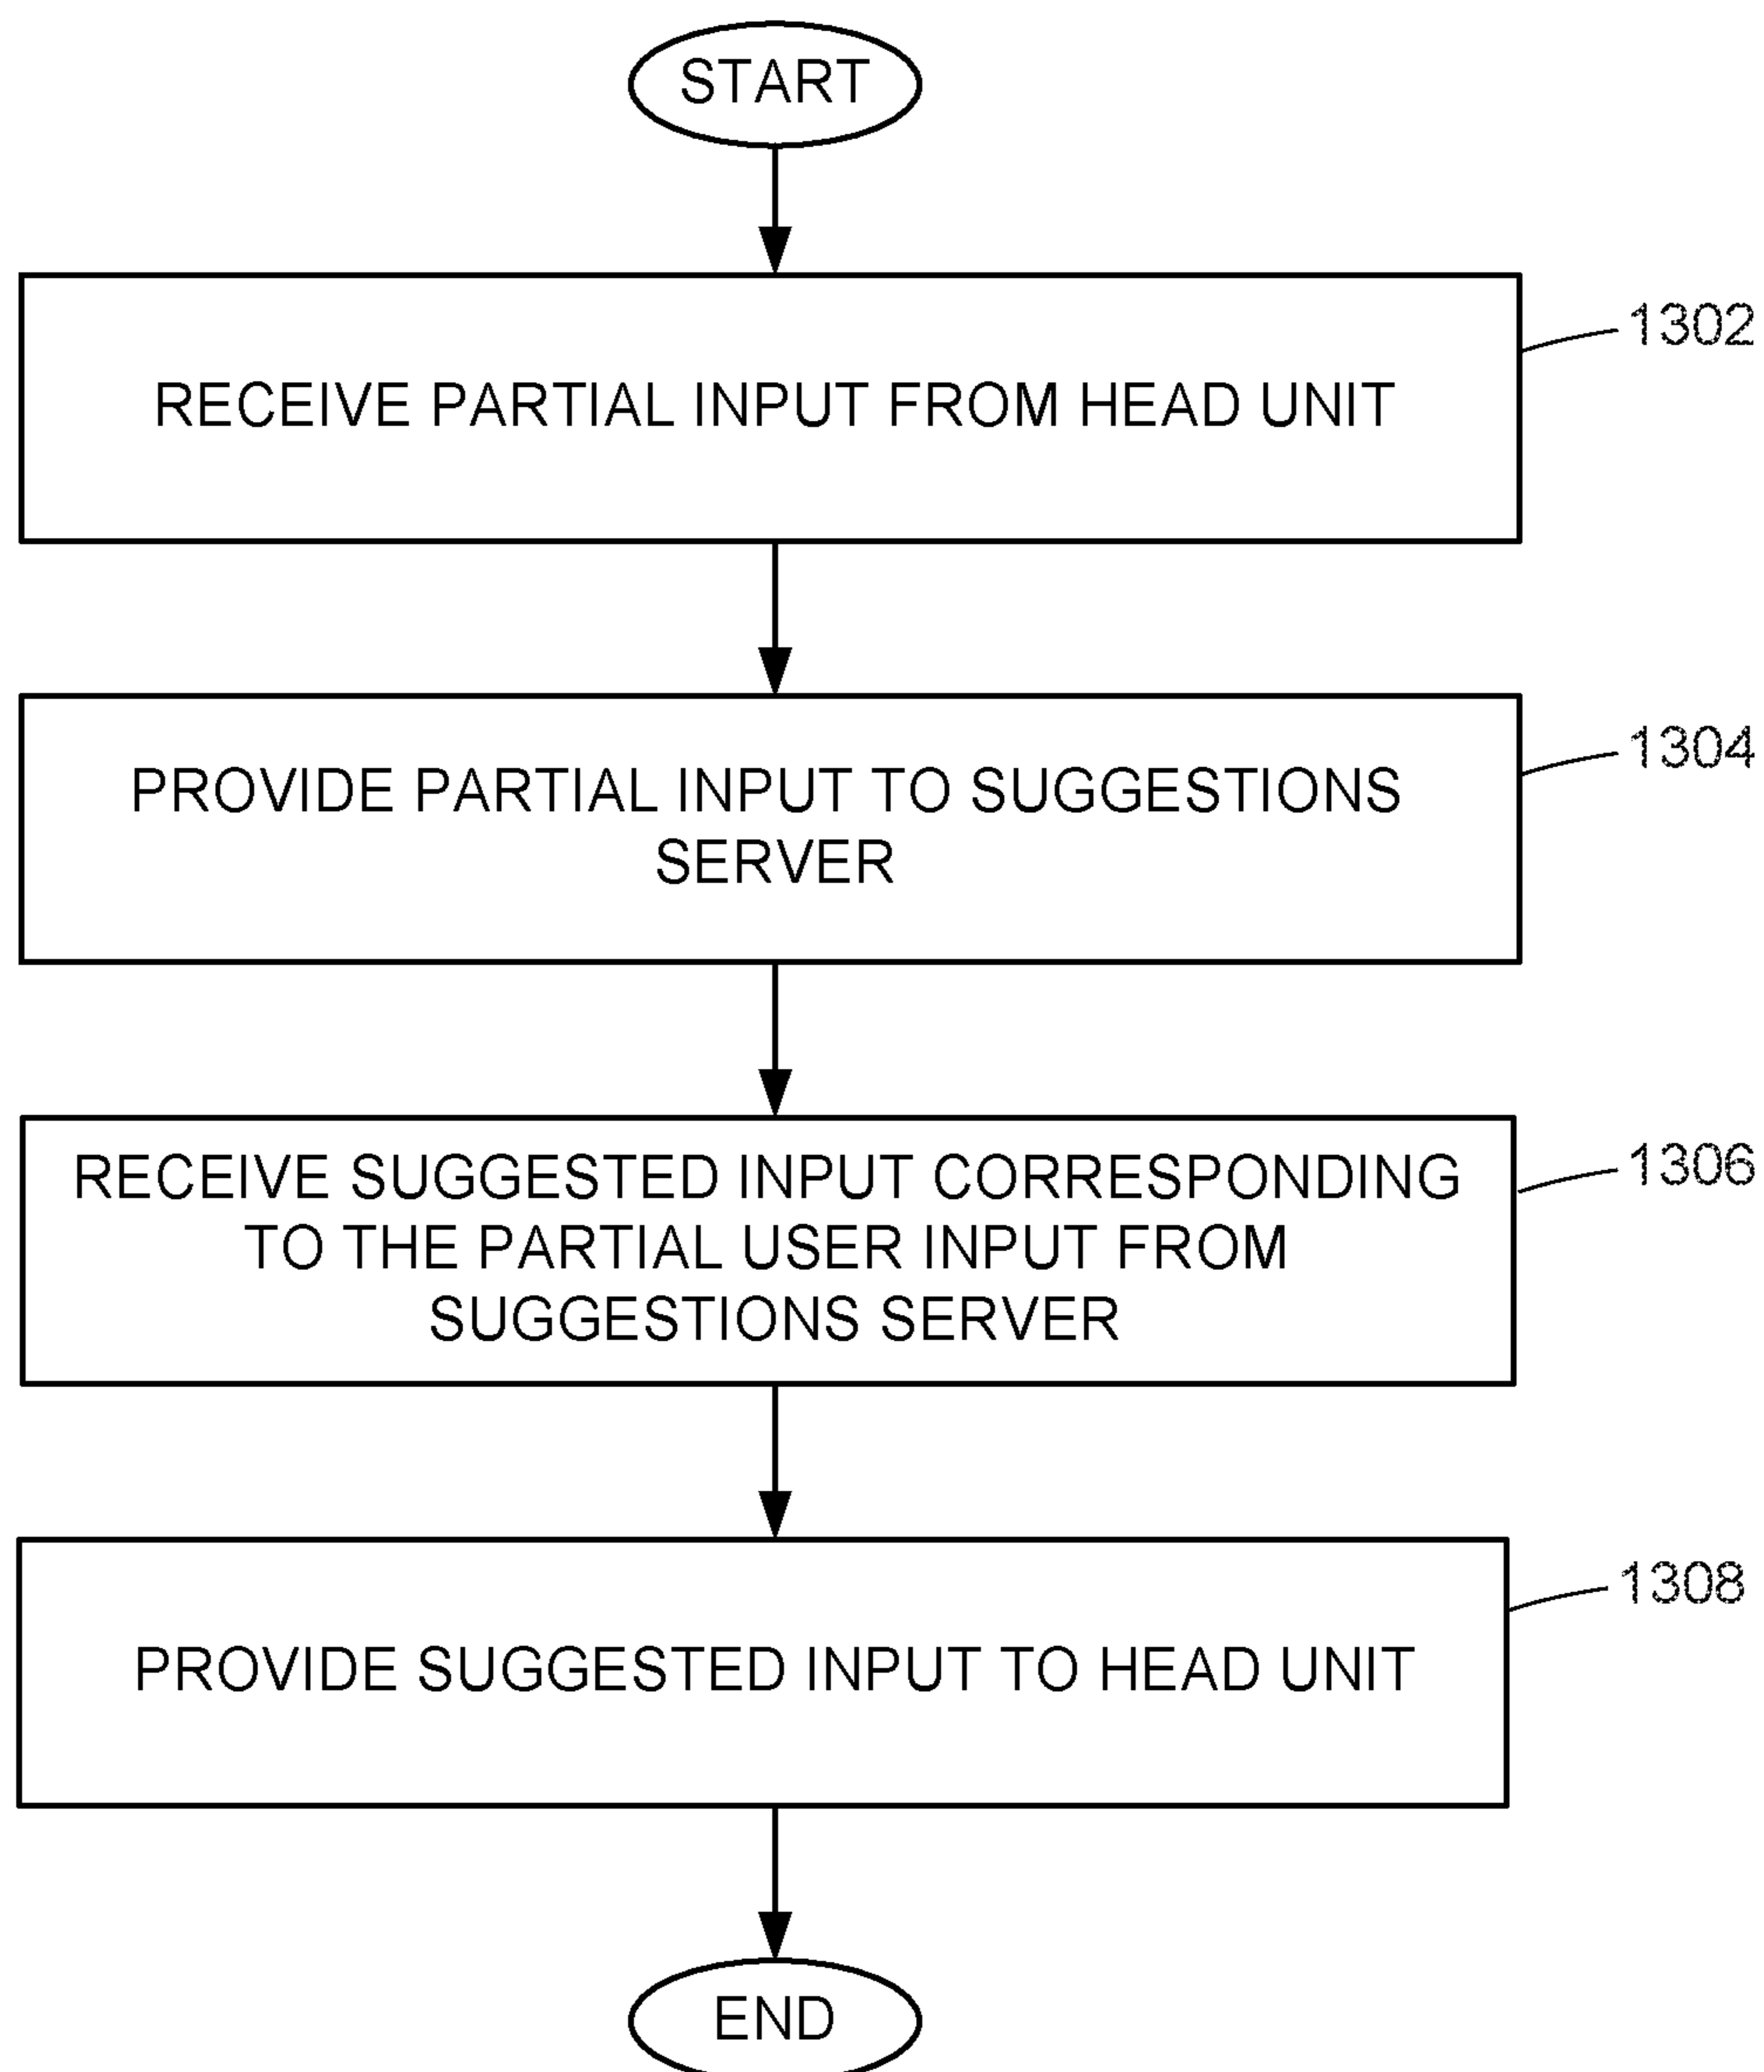 START
RECEIVE PARTIAL INPUT FROM HEAD UNIT
1302
PROVIDE PARTIAL INPUT TO SUGGESTIONS
SERVER
1304
RECEIVE SUGGESTED INPUT CORRESPONDING
TO THE PARTIAL USER INPUT FROM
SUGGESTIONS SERVER
1306
PROVIDE SUGGESTED INPUT TO HEAD UNIT
1308
END